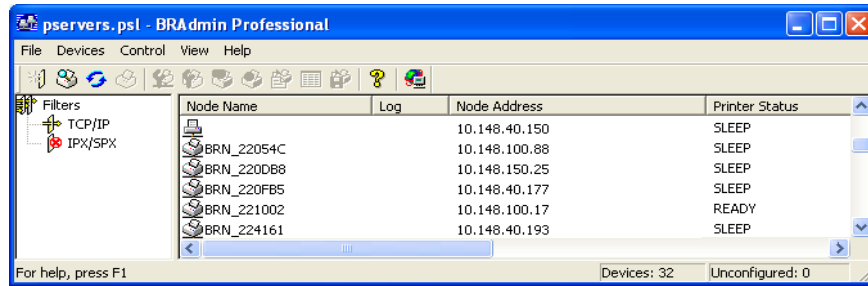 pservers.psl - BRAdmin Professional
File Devices Control View Help
Filters
TCP/IP
IPX/SPX
Node Name Log Node Address Printer Status
10.148.40.150 SLEEP
BRN_22054C 10.148.100.88 SLEEP
BRN_220DB8 10.148.150.25 SLEEP
BRN_220FB5 10.148.40.177 SLEEP
BRN_221002 10.148.100.17 READY
BRN_224161 10.148.40.193 SLEEP
For help, press F1 Devices: 32 Unconfigured: 0